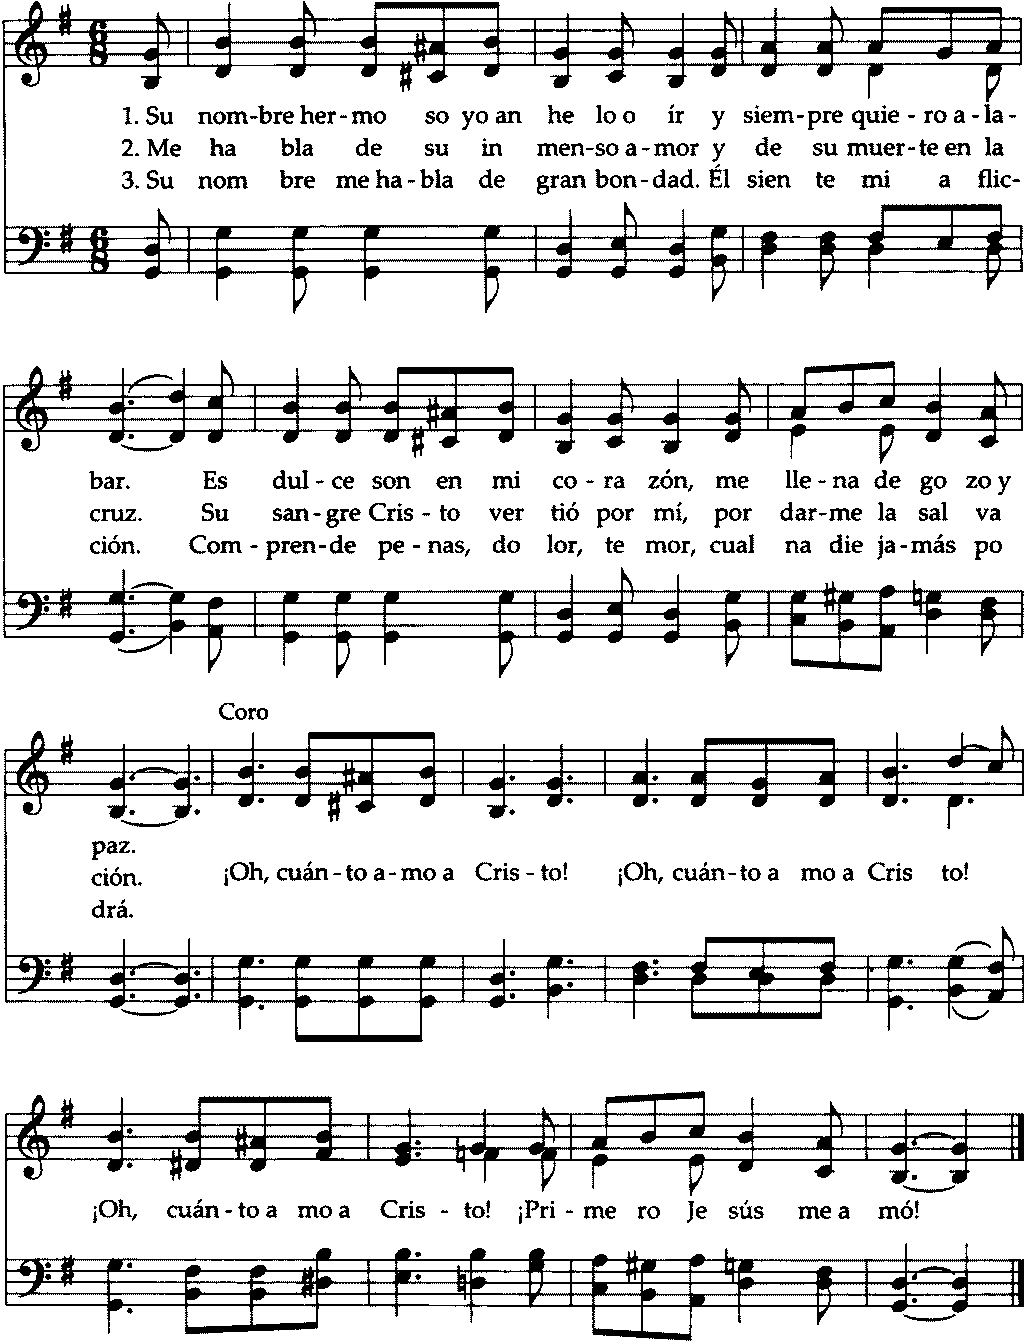 1. Su nom-bre her-mo so yo an he lo o ír y siem-pre quie-ro a-la-
2. Me ha bla de su in men-so a-mor y de su muer-te en la
3. Su nom bre me ha-bla de gran bon-dad. Él sien te mi a flic-
bar. Es dul-ce son en mi co-ra zón, me lle-na de go zo y
cruz. Su san-gre Cris-to ver tió por mí, por dar-me la sal va
ción. Com-pren-de pe-nas, do lor, te mor, cual na die ja-más po
Coro
paz.
ción. ¡Oh, cuán-to a-mo a Cris-to! ¡Oh, cuán-to a mo a Cris to!
drá.
¡Oh, cuán-to a mo a Cris-to! ¡Pri-me ro Je sús me a mó!